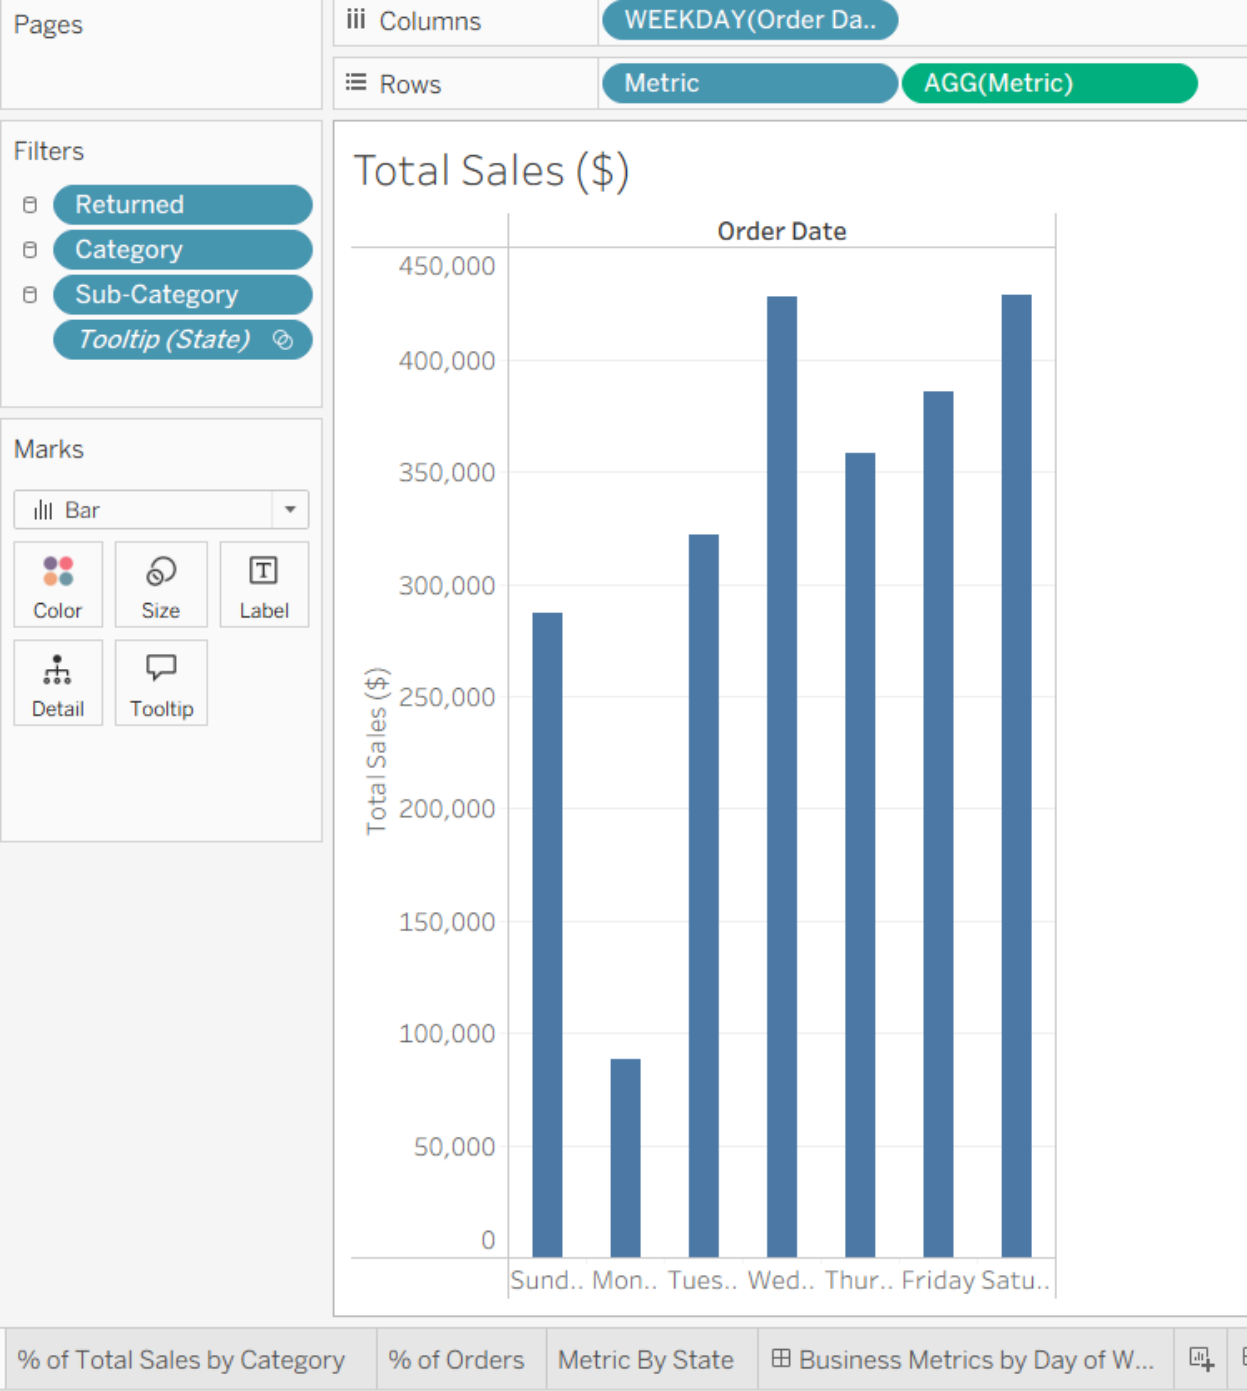 Pages
Columns
WEEKDAY(Order Da..
Rows
Metric
AGG(Metric)
Filters
Returned
Category
Sub-Category
Tooltip (State)
Marks
Bar
Color
Size
Label
Detail
Tooltip
Total Sales ($)
Order Date
450,000
400,000
350,000
300,000
250,000
200,000
150,000
100,000
50,000
0
Total Sales ($)
Sund.. Mon.. Tues.. Wed.. Thur.. Friday Satu..
% of Total Sales by Category
% of Orders
Metric By State
Business Metrics by Day of W...